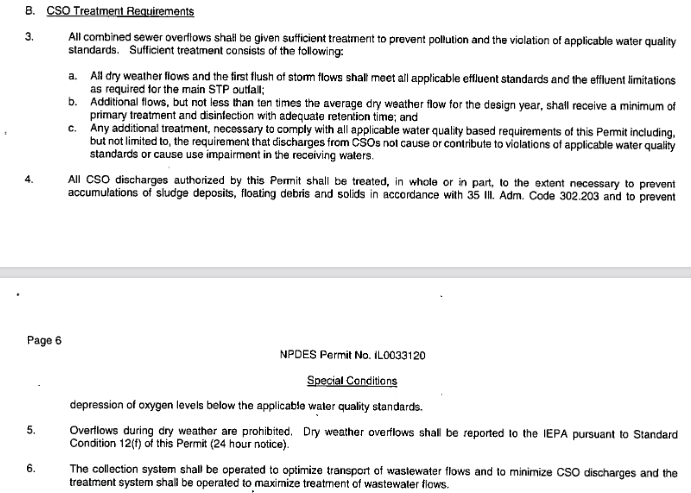 B. CSO Treatment Requirements
3. All combined sewer overflows shall be given sufficient treatment to prevent pollution and the violation of applicable water quality
standards. Sufficient treatment consists of the following:
a. All dry weather flows and the first flush of storm flows shall meet all applicable effluent standards and the effluent limitations
as required for the main STP outfall;
b. Additional flows, but not less than ten times the average dry weather flow for the design year, shall receive a minimum of
primary treatment and disinfection with adequate retention time; and
c. Any additional treatment, necessary to comply with all applicable water quality based requirements of this Permit including,
but not limited to, the requirement that discharges from CSOs not cause or contribute to violations of applicable water quality
standards or cause use impairment in the receiving waters.
4. All CSO discharges authorized by this Permit shall be treated, in whole or in part, to the extent necessary to prevent
accumulations of sludge deposits, floating debris and solids in accordance with 35 Ill. Adm. Code 302.203 and to prevent
Page 6
NPDES Permit No. IL0033120
Special Conditions
depression of oxygen levels below the applicable water quality standards.
5. Overflows during dry weather are prohibited. Dry weather overflows shall be reported to the IEPA pursuant to Standard
Condition 12(f) of this Permit (24 hour notice).
6. The collection system shall be operated to optimize transport of wastewater flows and to minimize CSO discharges and the
treatment system shall be operated to maximize treatment of wastewater flows.